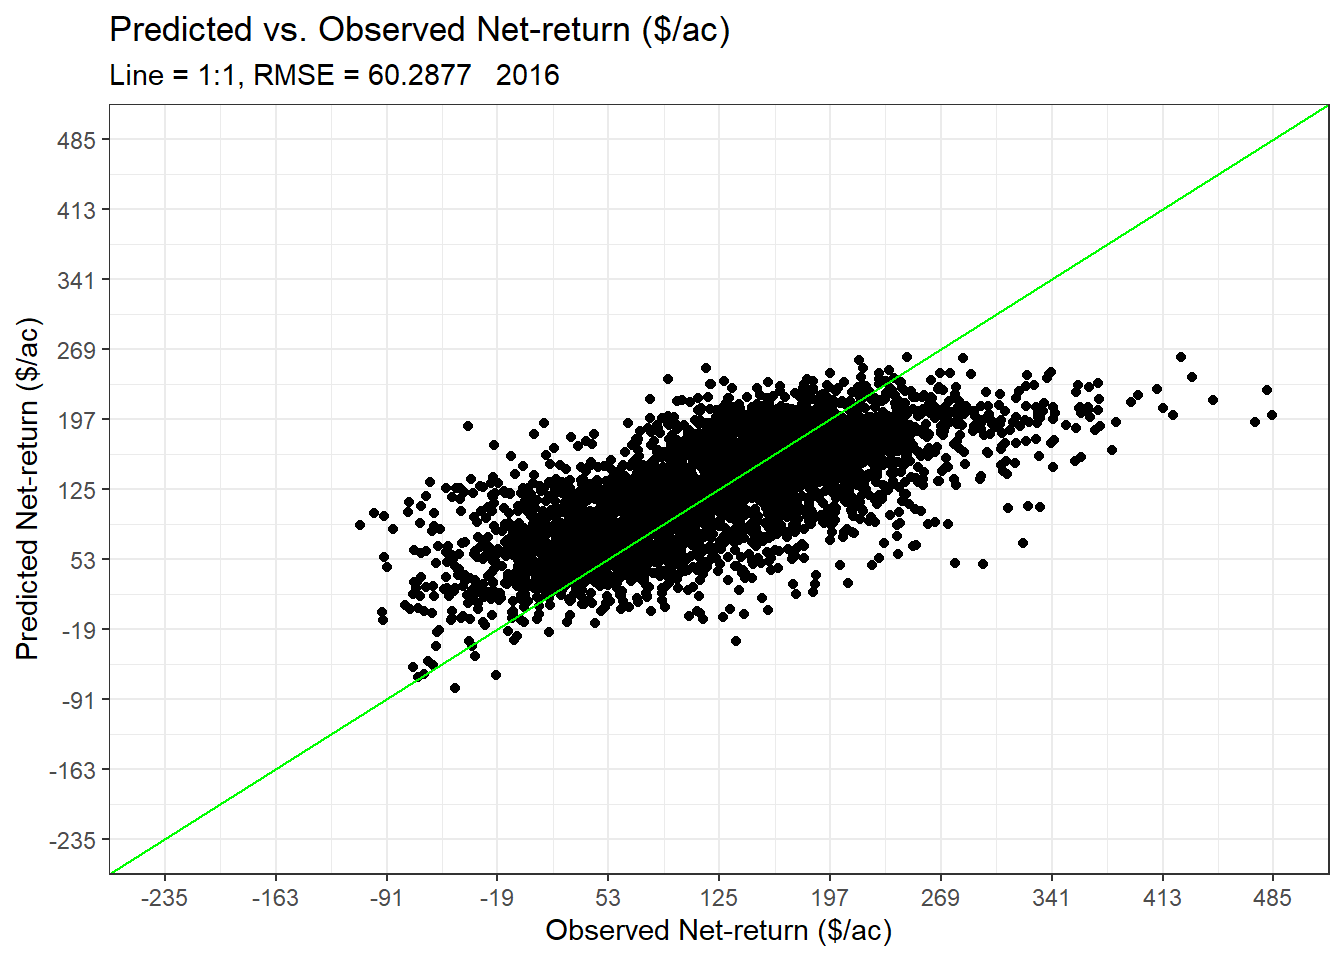 Predicted vs. Observed Net-return ($/ac)
Line = 1:1, RMSE = 60.2877   2016
Predicted Net-return ($/ac)
485
413
341
269
197
125
53
-19
-91
-163
-235
-235 -163 -91 -19 53 125 197 269 341 413 485
Observed Net-return ($/ac)